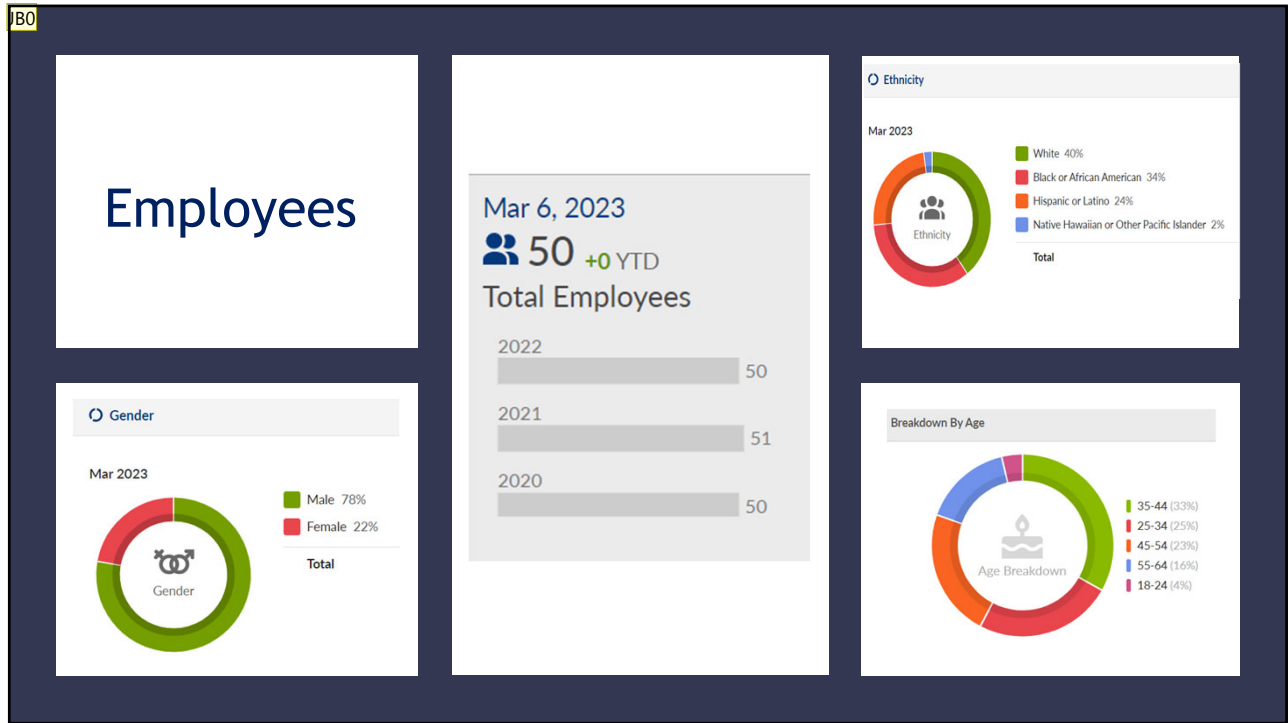 JB0
Employees
Mar 6, 2023
50 +0 YTD
Total Employees
2022
50
2021
51
2020
50
Ethnicity
Mar 2023
Ethnicity
White 40%
Black or African American 34%
Hispanic or Latino 24%
Native Hawaiian or Other Pacific Islander 2%
Total
Gender
Mar 2023
Gender
Male 78%
Female 22%
Total
Breakdown By Age
Age Breakdown
35-44 (33%)
25-34 (25%)
45-54 (23%)
55-64 (16%)
18-24 (4%)